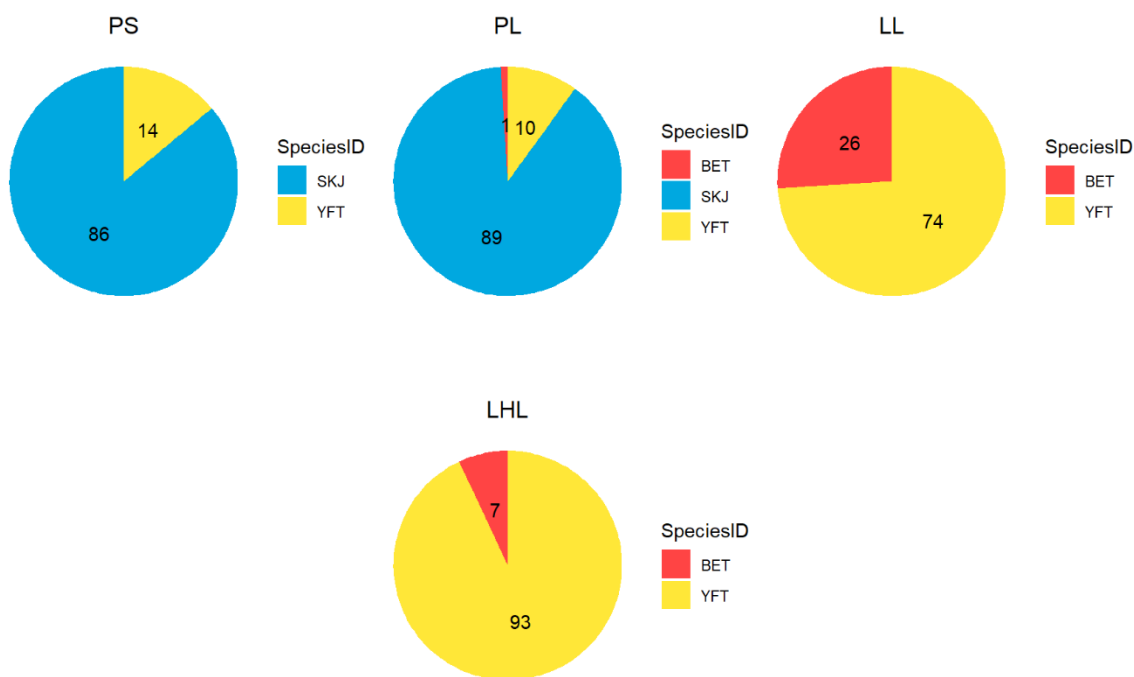 PS
14
86
SpeciesID
SKJ
YFT
PL
1
10
89
SpeciesID
BET
SKJ
YFT
LL
26
74
SpeciesID
BET
YFT
LHL
7
93
SpeciesID
BET
YFT